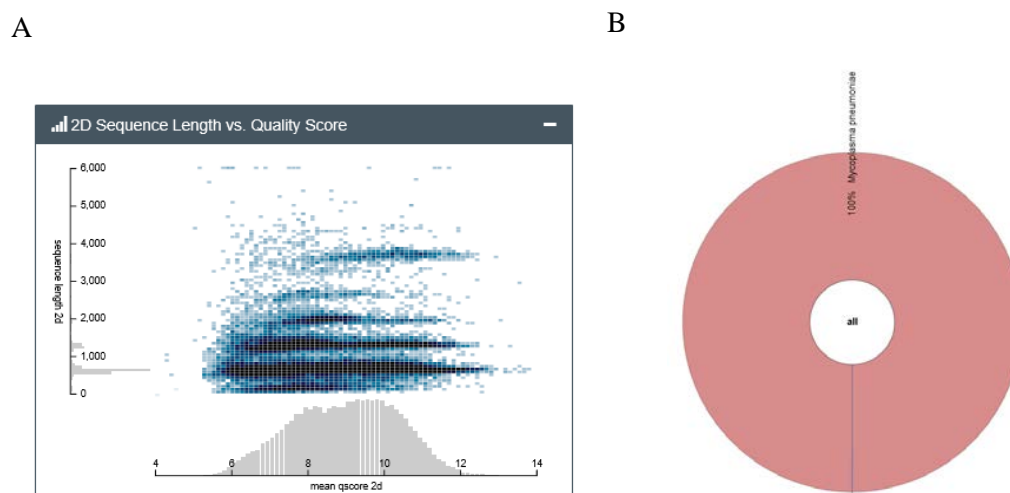 A
B
2D Sequence Length vs. Quality Score
6,000
5,000
4,000
3,000
2,000
1,000
0
sequence length 2d
4
6
8
10
12
14
mean qscore 2d
100% Mycoplasma pneumoniae
all